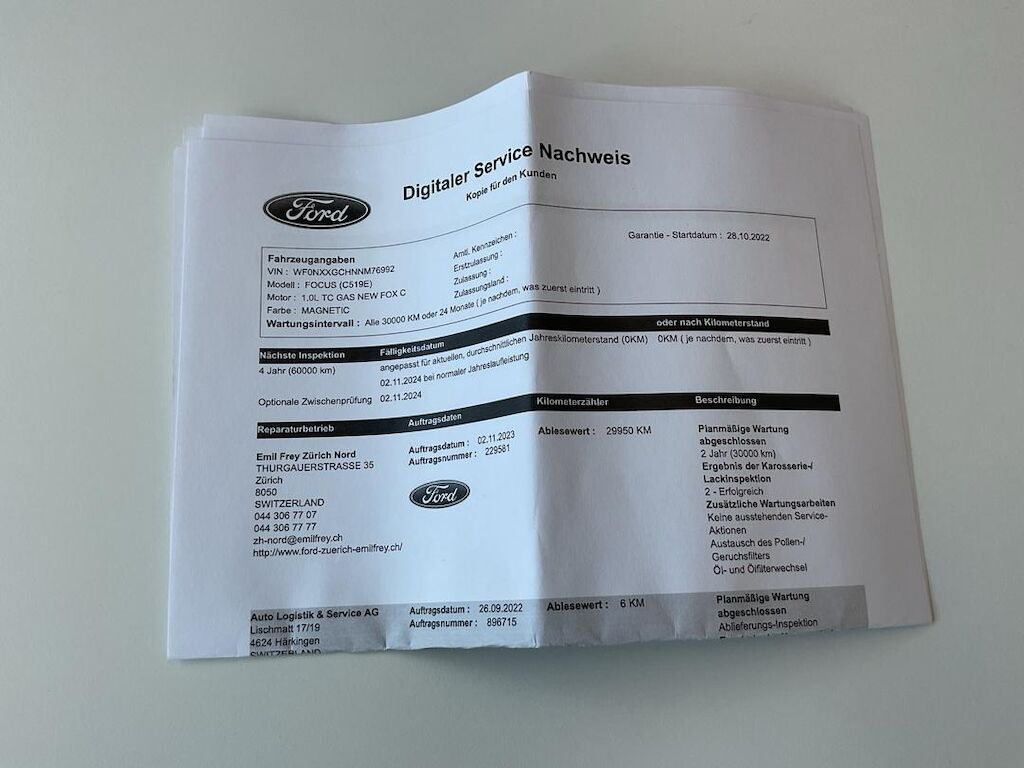 Digitaler Service Nachweis
Kopie für den Kunden
Ford
Fahrzeugangaben
VIN : WF0NXXGCHNNM76992
Modell : FOCUS (C519E)
Motor : 1.0L TC GAS NEW FOX C
Farbe : MAGNETIC
Amtl. Kennzeichen :
Erstzulassung :
Zulassung :
Zulassungsland :
Garantie - Startdatum : 28.10.2022
Wartungsintervall : Alle 30000 KM oder 24 Monate ( je nachdem, was zuerst eintritt )
Nächste Inspektion Fälligkeitsdatum oder nach Kilometerstand
4 Jahr (60000 km) angepasst für aktuellen, durchschnittlichen Jahreskilometerstand (0KM) 0KM ( je nachdem, was zuerst eintritt )
02.11.2024 bei normaler Jahreslaufleistung
Optionale Zwischenprüfung 02.11.2024
Reparaturbetrieb Auftragsdaten Kilometerzähler Beschreibung
Emil Frey Zürich Nord
THURGAUERSTRASSE 35
Zürich
8050
SWITZERLAND
044 306 77 07
044 306 77 77
zh-nord@emilfrey.ch
http://www.ford-zuerich-emilfrey.ch/
Auftragsdatum : 02.11.2023
Auftragsnummer : 229581
Ford
Ablesewert : 29950 KM
Planmäßige Wartung
abgeschlossen
2 Jahr (30000 km)
Ergebnis der Karosserie-/
Lackinspektion
2 - Erfolgreich
Zusätzliche Wartungsarbeiten
Keine ausstehenden Service-
Aktionen
Austausch des Pollen-/
Geruchsfilters
Öl- und Ölfilterwechsel
Auto Logistik & Service AG
Lischmatt 17/19
4624 Härkingen
SWITZERLAND
Auftragsdatum : 26.09.2022
Auftragsnummer : 896715
Ablesewert : 6 KM
Planmäßige Wartung
abgeschlossen
Ablieferungs-Inspektion